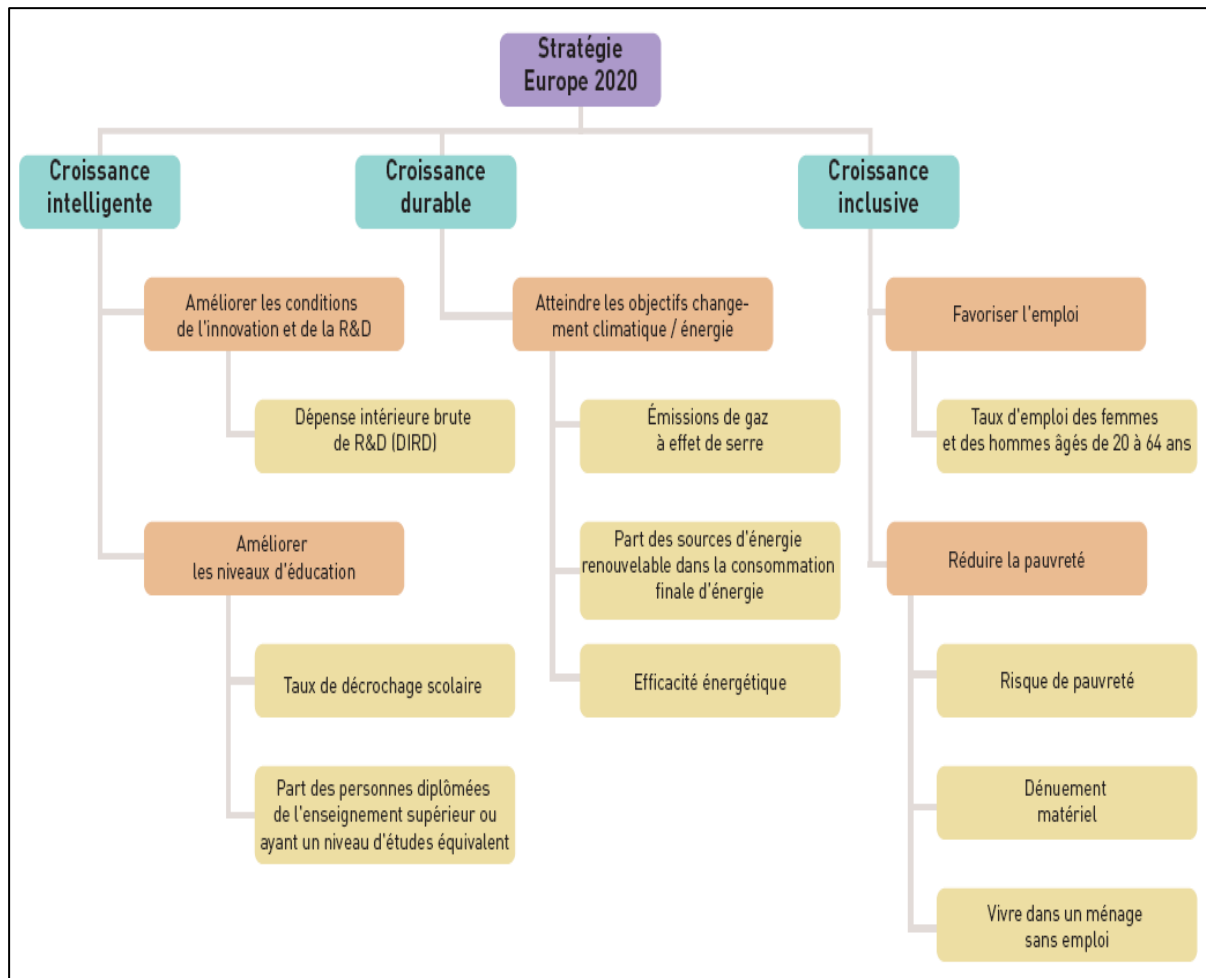 Stratégie
Europe 2020
Croissance
intelligente
Croissance
durable
Croissance
inclusive
Améliorer les conditions
de l'innovation et de la R&D
Atteindre les objectifs change-
ment climatique / énergie
Favoriser l'emploi
Dépense intérieure brute
de R&D (DIRD)
Émissions de gaz
à effet de serre
Taux d'emploi des femmes
et des hommes âgés de 20 à 64 ans
Améliorer
les niveaux d'éducation
Part des sources d'énergie
renouvelable dans la consommation
finale d'énergie
Réduire la pauvreté
Taux de décrochage scolaire
Efficacité énergétique
Risque de pauvreté
Part des personnes diplômées
de l'enseignement supérieur ou
ayant un niveau d'études équivalent
Dénuement
matériel
Vivre dans un ménage
sans emploi